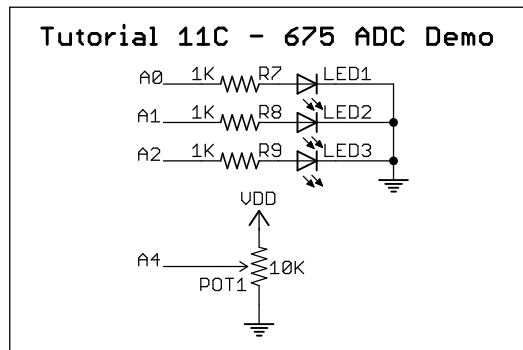 Tutorial 11C - 675 ADC Demo
A0 1K R7 LED1
A1 1K R8 LED2
A2 1K R9 LED3
VDD
A4 10K
POT1